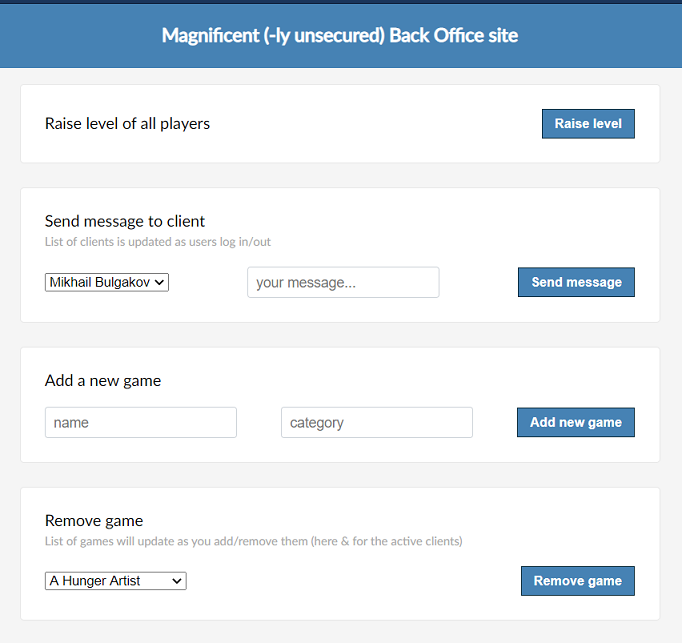 Magnificent (-ly unsecured) Back Office site
Raise level of all players
Raise level
Send message to client
List of clients is updated as users log in/out
Mikhail Bulgakov
your message...
Send message
Add a new game
name
category
Add new game
Remove game
List of games will update as you add/remove them (here & for the active clients)
A Hunger Artist
Remove game